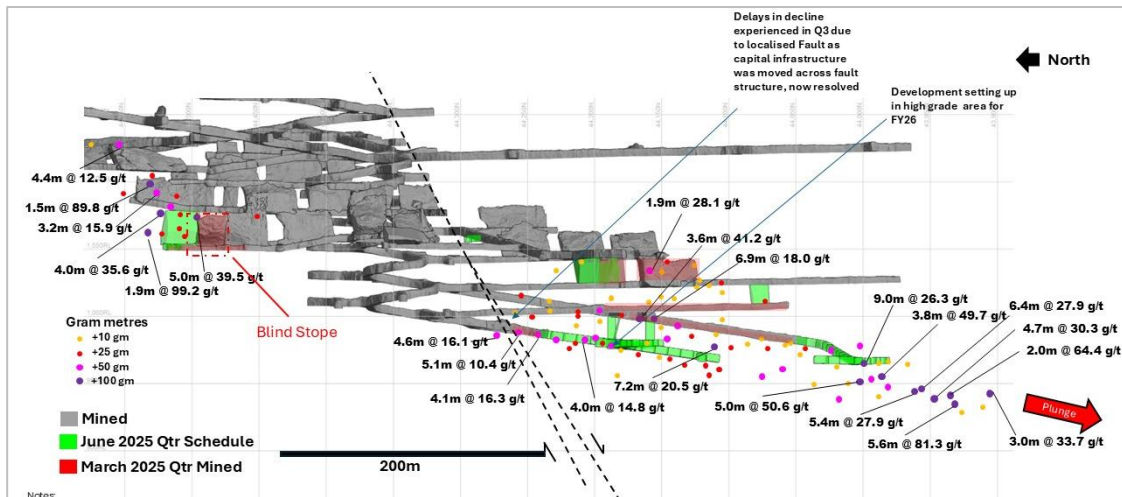 Delays in decline
experienced in Q3 due
to localised Fault as
capital infrastructure
was moved across fault
structure, now resolved
North
Development setting up
in high grade area for
FY26
4.4m @ 12.5 g/t
1.5m @ 89.8 g/t
3.2m @ 15.9 g/t
4.0m @ 35.6 g/t
5.0m @ 39.5 g/t
1.9m @ 99.2 g/t
Blind Stope
1.9m @ 28.1 g/t
3.6m @ 41.2 g/t
6.9m @ 18.0 g/t
9.0m @ 26.3 g/t
3.8m @ 49.7 g/t
6.4m @ 27.9 g/t
4.7m @ 30.3 g/t
2.0m @ 64.4 g/t
4.6m @ 16.1 g/t
5.1m @ 10.4 g/t
4.1m @ 16.3 g/t
4.0m @ 14.8 g/t
7.2m @ 20.5 g/t
5.0m @ 50.6 g/t
5.4m @ 27.9 g/t
5.6m @ 81.3 g/t
3.0m @ 33.7 g/t
Plunge
Gram metres
+10 gm
+25 gm
+50 gm
+100 gm
Mined
June 2025 Qtr Schedule
March 2025 Qtr Mined
200m
Notes: